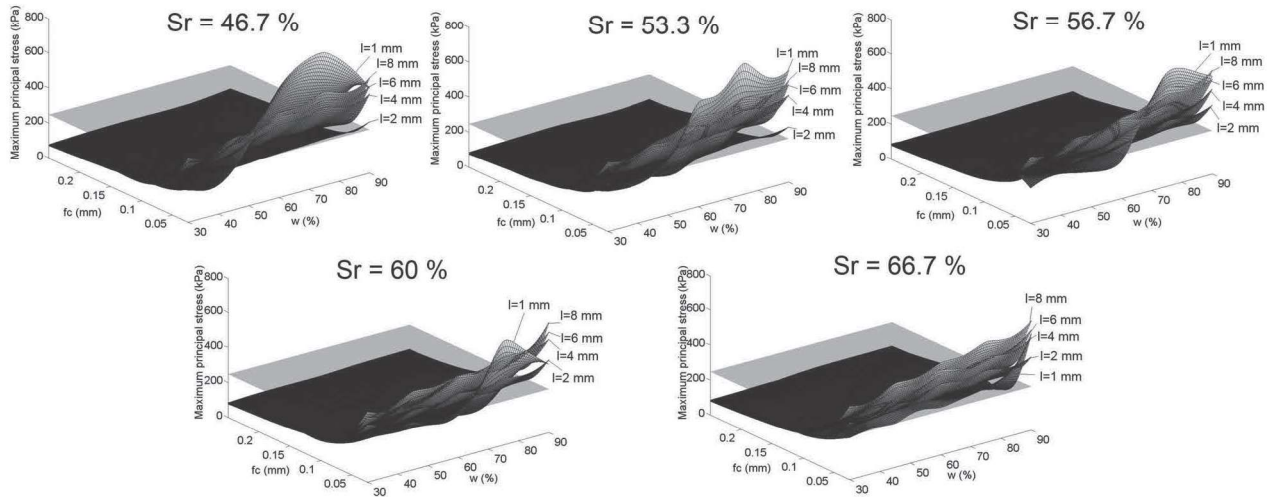 Sr = 46.7 %
Maximum principal stress (kPa)
800
600
400
200
0
l=1 mm
l=8 mm
l=6 mm
l=4 mm
l=2 mm
0.2
0.15
0.1
0.05
fc (mm)
30
40
50
60
70
80
90
w (%)
Sr = 53.3 %
Maximum principal stress (kPa)
800
600
400
200
0
l=1 mm
l=8 mm
l=6 mm
l=4 mm
l=2 mm
0.2
0.15
0.1
0.05
fc (mm)
30
40
50
60
70
80
90
w (%)
Sr = 56.7 %
Maximum principal stress (kPa)
800
600
400
200
0
l=1 mm
l=8 mm
l=6 mm
l=4 mm
l=2 mm
0.2
0.15
0.1
0.05
fc (mm)
30
40
50
60
70
80
90
w (%)
Sr = 60 %
Maximum principal stress (kPa)
800
600
400
200
0
l=1 mm
l=8 mm
l=6 mm
l=4 mm
l=2 mm
0.2
0.15
0.1
0.05
fc (mm)
30
40
50
60
70
80
90
w (%)
Sr = 66.7 %
Maximum principal stress (kPa)
800
600
400
200
0
l=8 mm
l=6 mm
l=4 mm
l=2 mm
l=1 mm
0.2
0.15
0.1
0.05
fc (mm)
30
40
50
60
70
80
90
w (%)